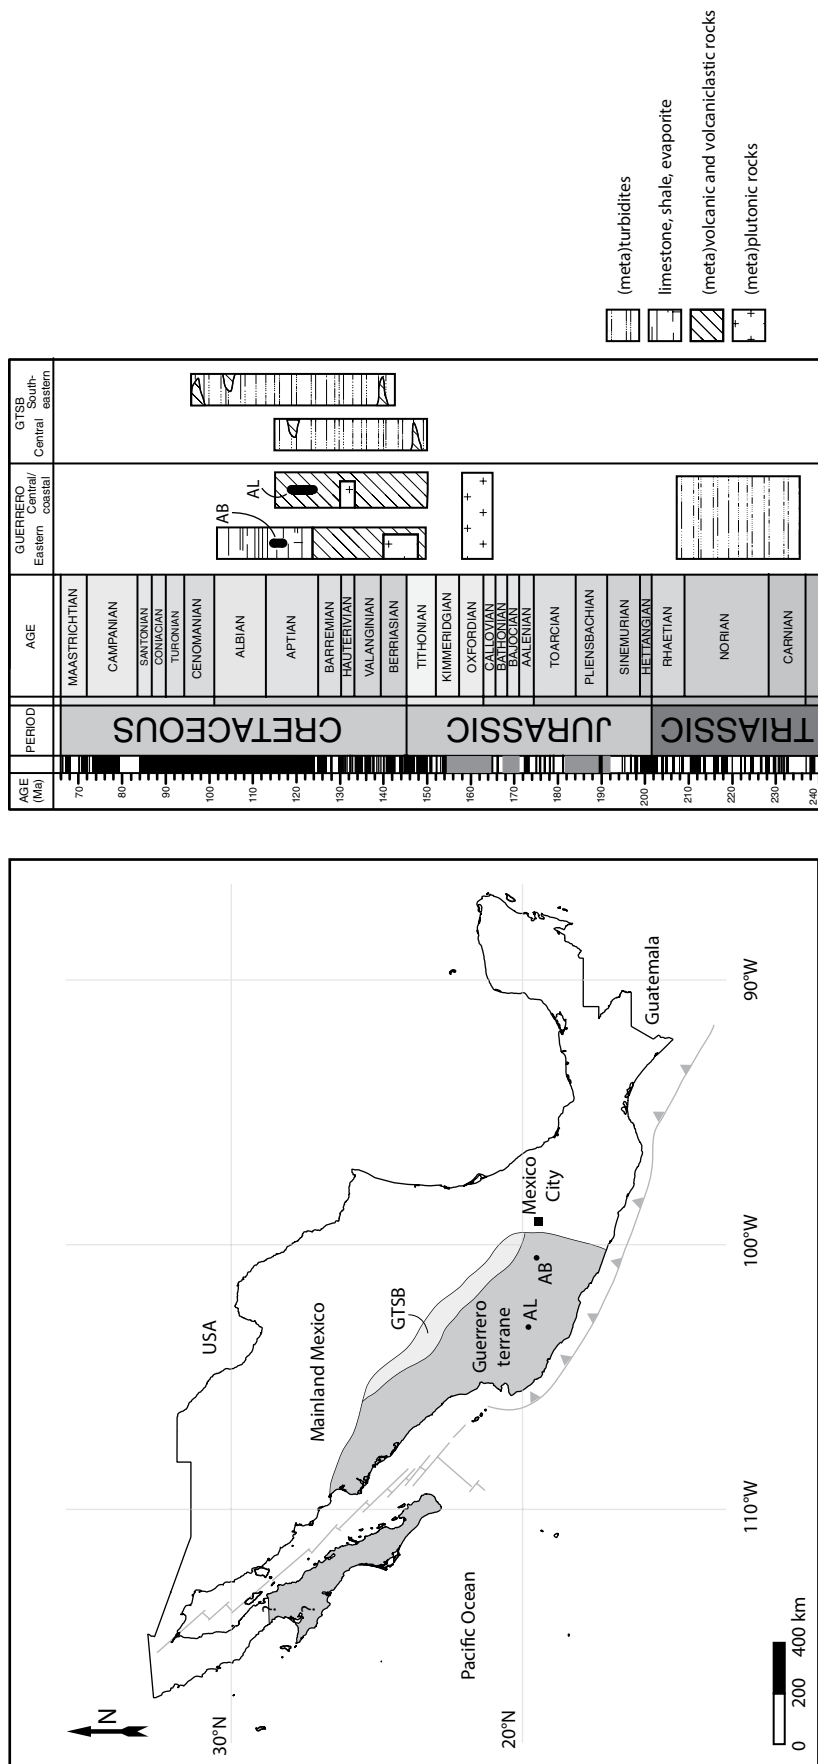 N
30°N
20°N
110°W
100°W
90°W
USA
Mainland Mexico
GTSB
Guerrero
terrane
AL
AB
Mexico
City
Guatemala
Pacific Ocean
?
?
0 200 400 km
AGE
(Ma)
PERIOD
AGE
GUERRERO
Eastern
Central/
coastal
GTSB
Central
South-
eastern
70
80
90
100
110
120
130
140
150
160
170
180
190
200
210
220
230
240
CRETACEOUS
JURASSIC
TRIASSIC
MAASTRICHTIAN
CAMPANIAN
SANTONIAN
CONIACIAN
TURONIAN
CENOMANIAN
ALBIAN
APTIAN
BARREMIAN
HAUTERIVIAN
VALANGINIAN
BERRIASIAN
TITHONIAN
KIMMERIDGIAN
OXFORDIAN
CALLOVIAN
BATHONIAN
BAJOCIAN
AALENIAN
TOARCIAN
PLIENSBACHIAN
SINEMURIAN
HETTANGIAN
RHAETIAN
NORIAN
CARNIAN
AB
AL
(meta)turbidites
limestone, shale, evaporite
(meta)volcanic and volcaniclastic rocks
(meta)plutonic rocks